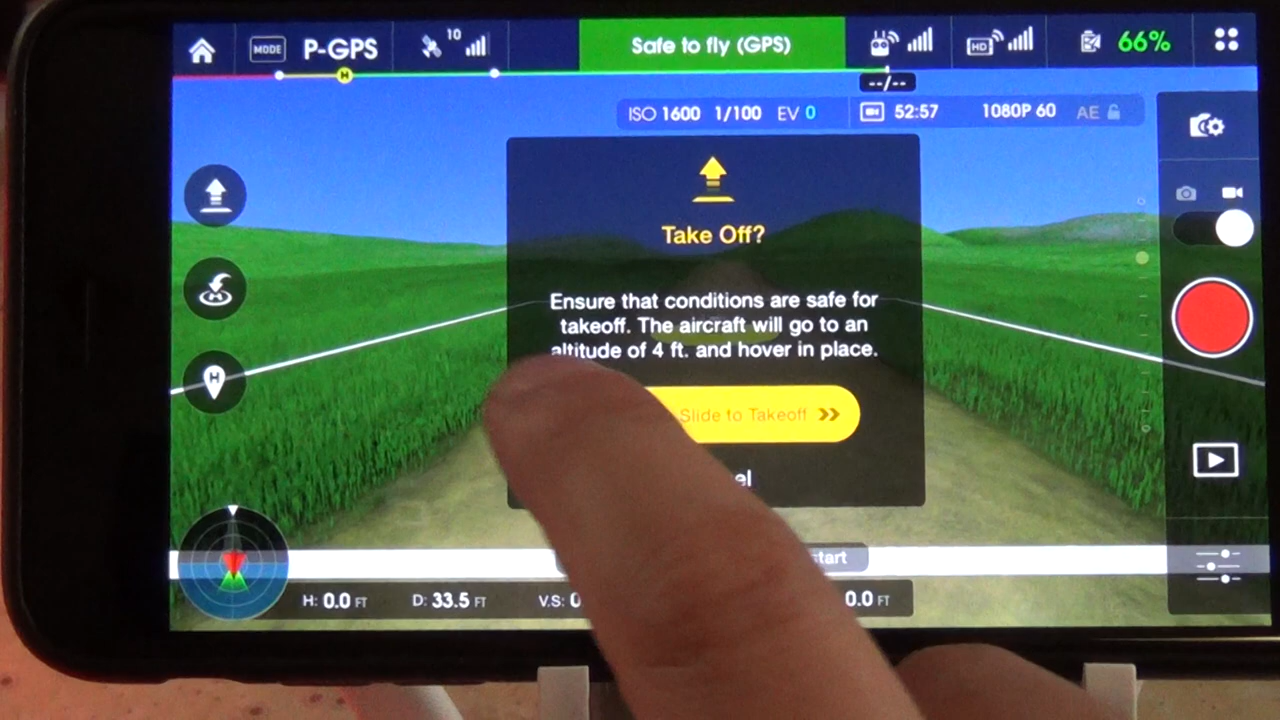 MODE P-GPS 10 Safe to fly (GPS) HD 66%
H
--/--
ISO 1600 1/100 EV 0 52:57 1080P 60 AE
Take Off?
Ensure that conditions are safe for
takeoff. The aircraft will go to an
altitude of 4 ft. and hover in place.
Slide to Takeoff
H
start
H: 0.0 FT D: 33.5 FT V.S: 0.0 FT